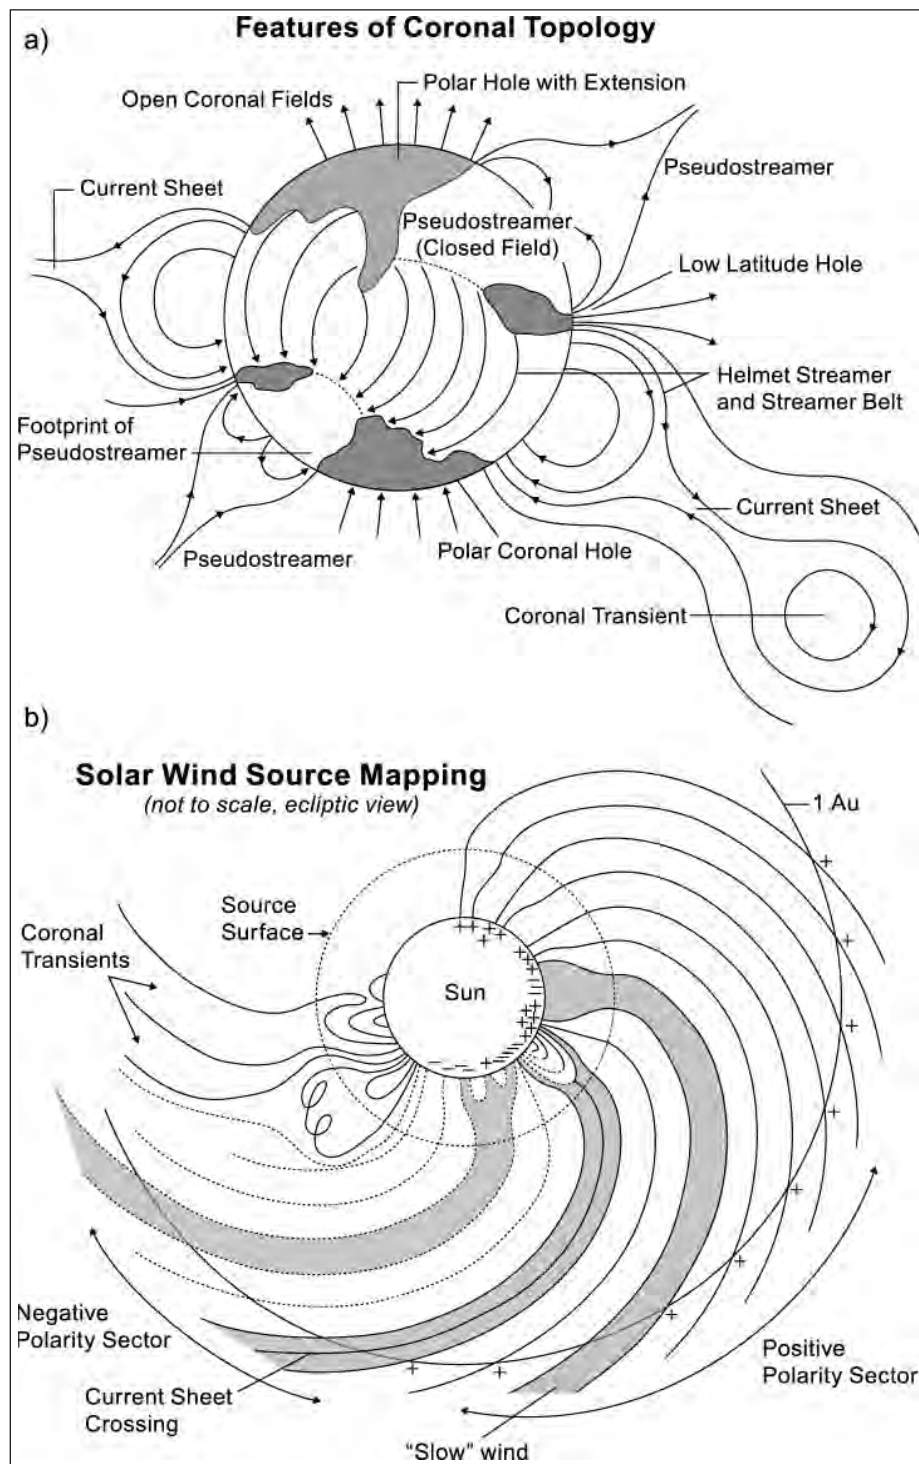 a)
Features of Coronal Topology
Open Coronal Fields
Polar Hole with Extension
Current Sheet
Pseudostreamer
Pseudostreamer
(Closed Field)
Low Latitude Hole
Helmet Streamer
and Streamer Belt
Footprint of
Pseudostreamer
Current Sheet
Pseudostreamer
Polar Coronal Hole
Coronal Transient
b)
Solar Wind Source Mapping
(not to scale, ecliptic view)
1 Au
Source
Surface
Coronal
Transients
Sun
Negative
Polarity Sector
Positive
Polarity Sector
Current Sheet
Crossing
"Slow" wind